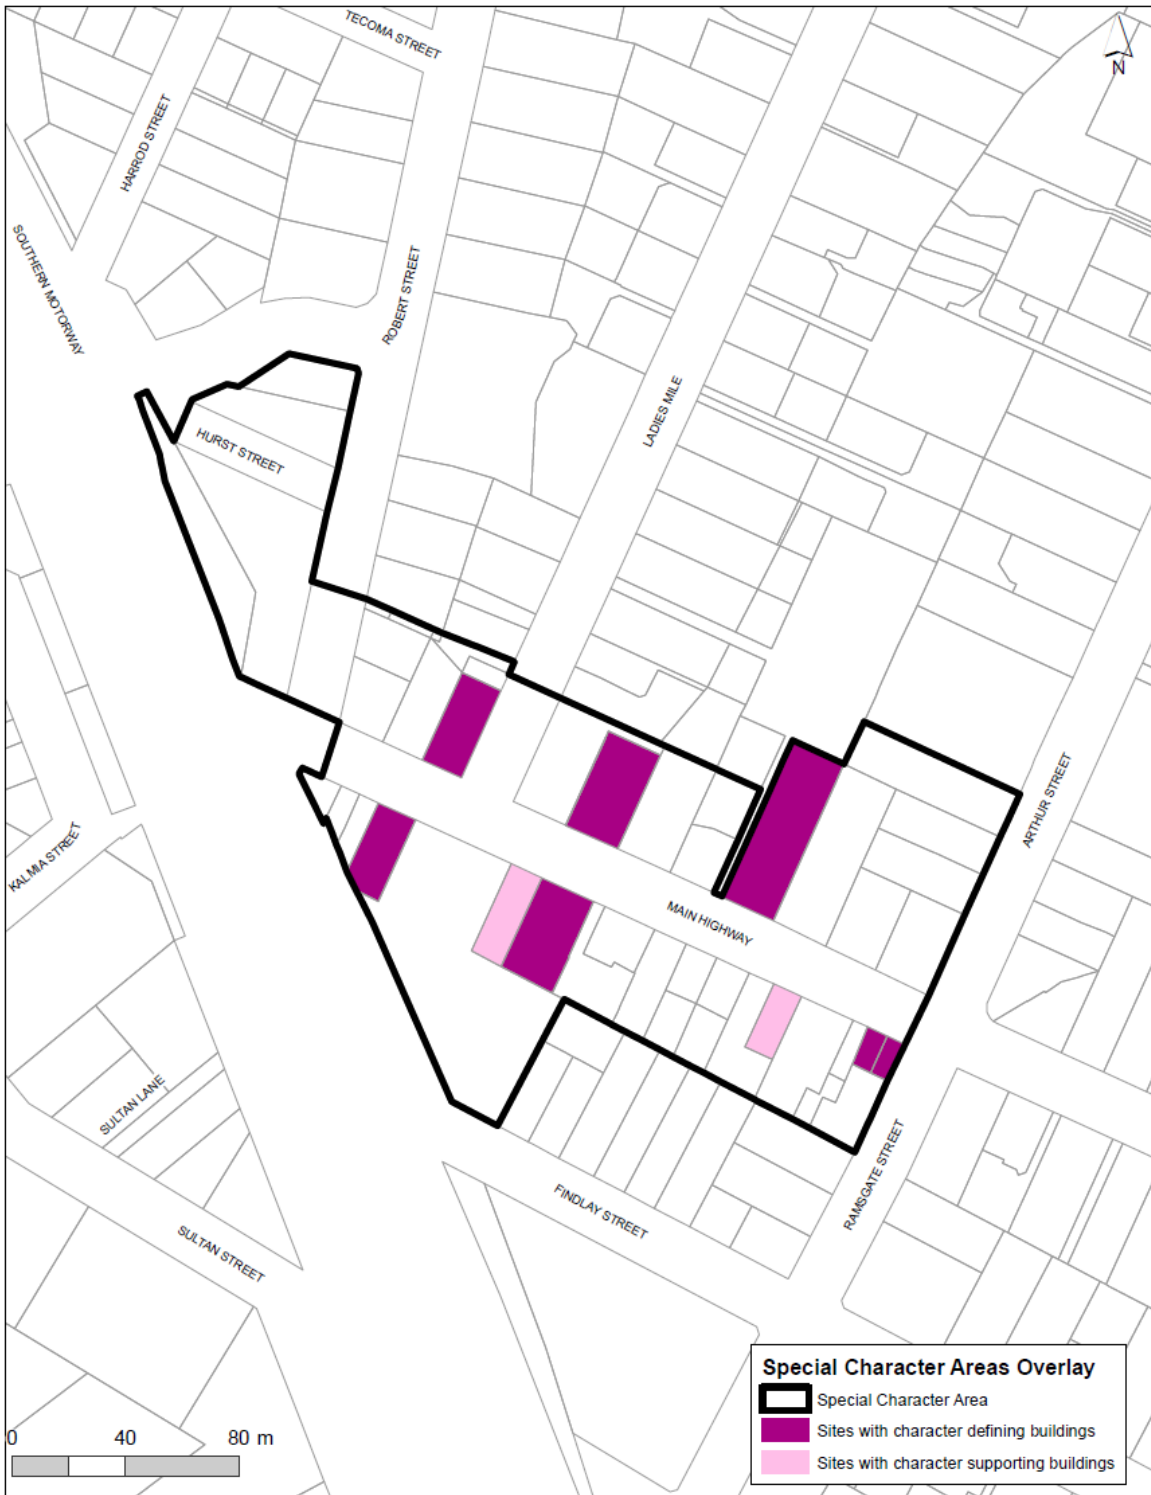 TECOMA STREET
N
HARROD STREET
SOUTHERN MOTORWAY
ROBERT STREET
LADIES MILE
HURST STREET
ARTHUR STREET
KALMIA STREET
MAIN HIGHWAY
SULTAN LANE
RAMSGATE STREET
FINDLAY STREET
SULTAN STREET
Special Character Areas Overlay
Special Character Area
Sites with character defining buildings
Sites with character supporting buildings
0 40 80 m